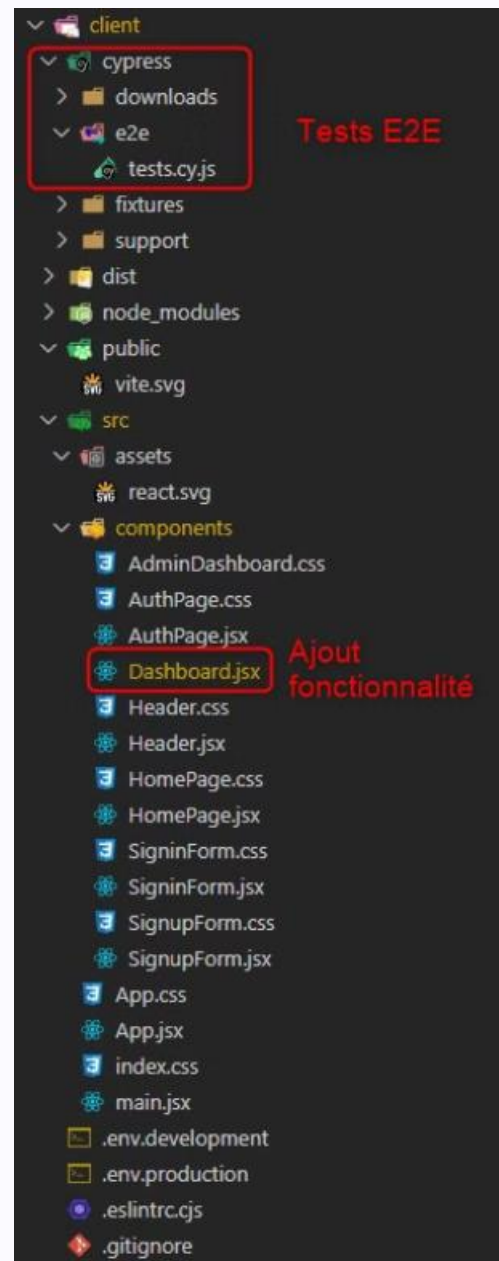 client
cypress
downloads
e2e
Tests E2E
tests.cy.js
fixtures
support
dist
node_modules
public
vite.svg
src
assets
react.svg
components
AdminDashboard.css
AuthPage.css
AuthPage.jsx
Dashboard.jsx
Ajout
fonctionnalité
Header.css
Header.jsx
HomePage.css
HomePage.jsx
SigninForm.css
SigninForm.jsx
SignupForm.css
SignupForm.jsx
App.css
App.jsx
index.css
main.jsx
.env.development
.env.production
.eslintrc.cjs
.gitignore